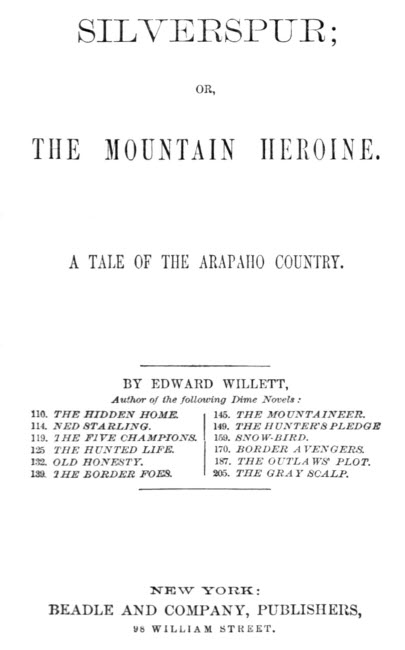 SILVERSPUR;
OR,
THE MOUNTAIN HEROINE.
A TALE OF THE ARAPAHO COUNTRY.
BY EDWARD WILLETT,
Author of the following Dime Novels:
110. THE HIDDEN HOME.
114. NED STARLING.
119. THE FIVE CHAMPIONS.
125 THE HUNTED LIFE.
132. OLD HONESTY.
139. THE BORDER FOES.
145. THE MOUNTAINEER.
149. THE HUNTER'S PLEDGE
159. SNOW-BIRD.
170. BORDER AVENGERS.
187. THE OUTLAWS' PLOT.
205. THE GRAY SCALP.
NEW YORK:
BEADLE AND COMPANY, PUBLISHERS,
98 WILLIAM STREET.